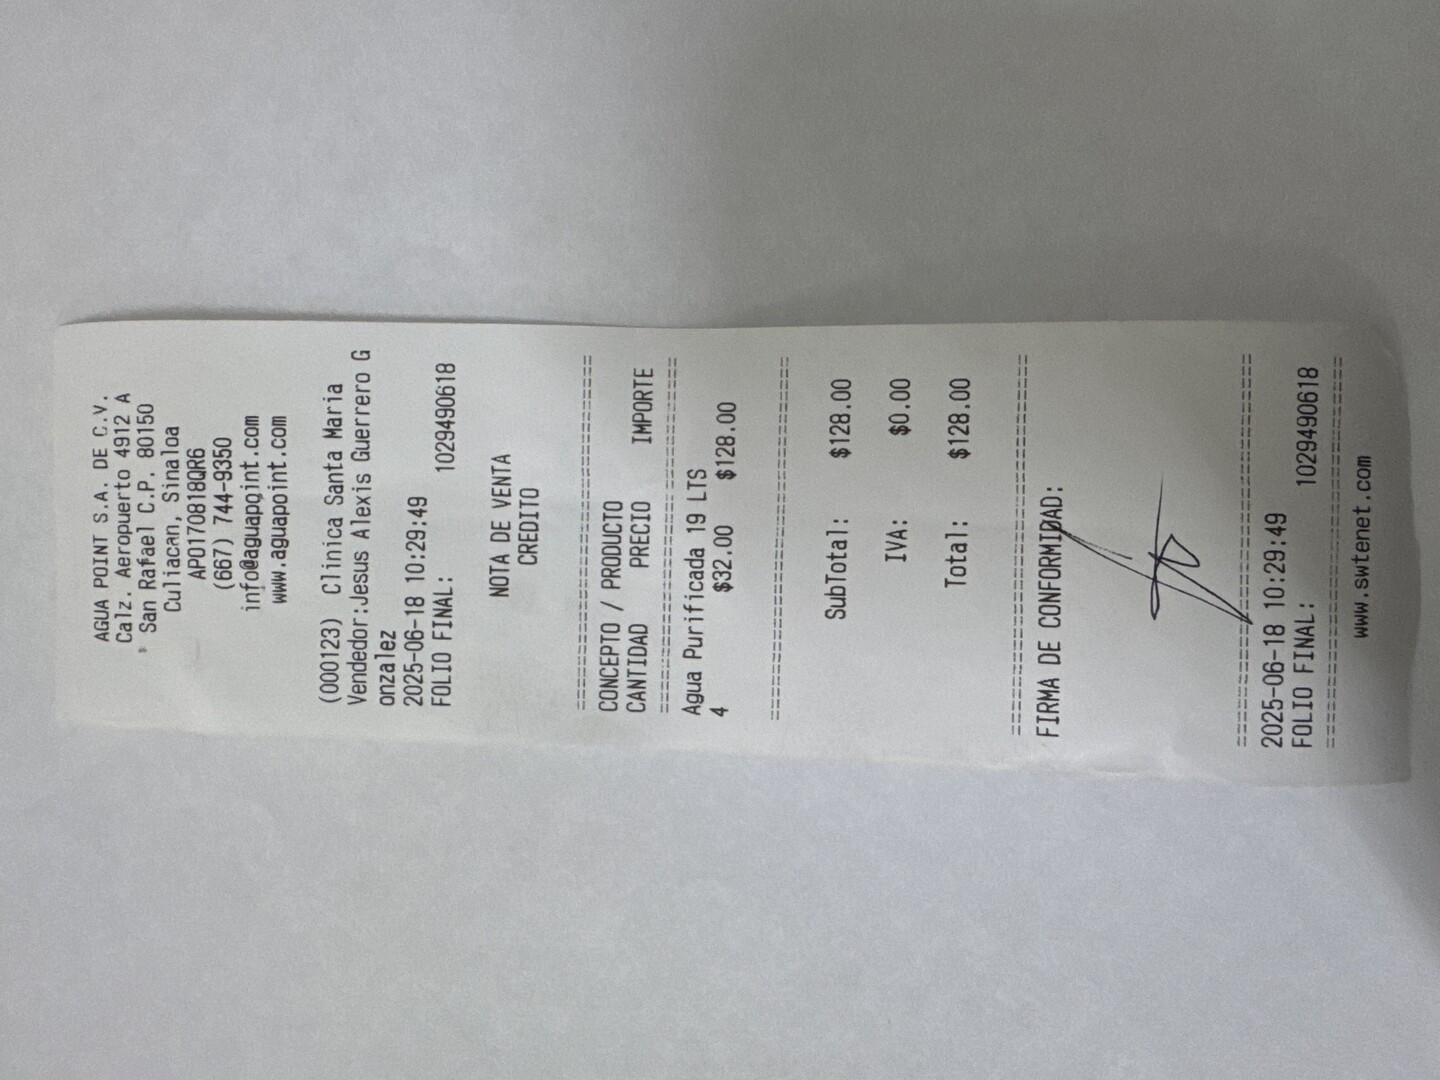 AGUA POINT S.A. DE C.V.
Calz. Aeropuerto 4912 A
San Rafael C.P. 80150
Culiacan, Sinaloa
APO170818QR6
(667) 744-9350
info@aguapoint.com
www.aguapoint.com
(000123) Clinica Santa Maria
Vendedor:Jesus Alexis Guerrero G
onzalez
2025-06-18 10:29:49
FOLIO FINAL: 1029490618
NOTA DE VENTA
CREDITO
================================
CONCEPTO / PRODUCTO
CANTIDAD PRECIO IMPORTE
================================
Agua Purificada 19 LTS
4 $32.00 $128.00
================================
SubTotal: $128.00
IVA: $0.00
Total: $128.00
================================
FIRMA DE CONFORMIDAD:
================================
2025-06-18 10:29:49
FOLIO FINAL: 1029490618
================================
www.swtenet.com